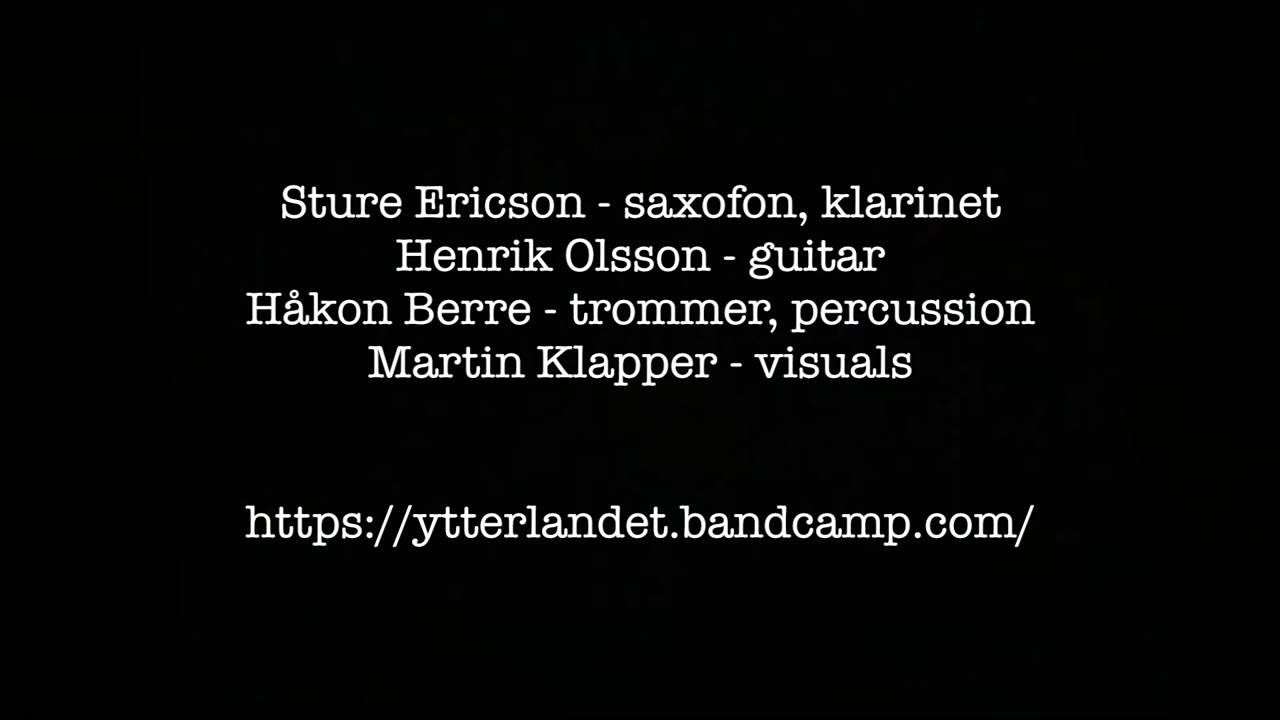 Sture Ericson - saxofon, klarinet
Henrik Olsson - guitar
Håkon Berre - trommer, percussion
Martin Klapper - visuals
https://ytterlandet.bandcamp.com/